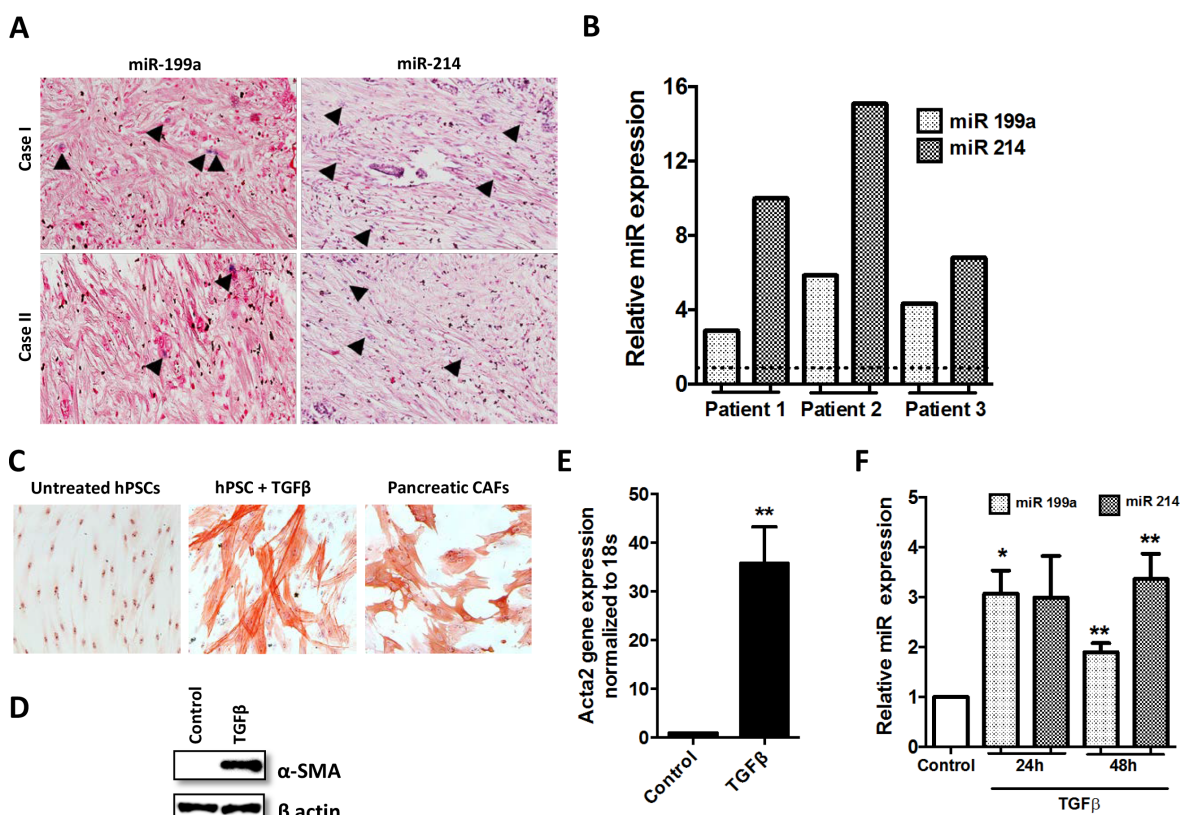 A
miR-199a
miR-214
Case I
Case II
B
Relative miR expression
16
12
8
4
0
miR 199a
miR 214
Patient 1
Patient 2
Patient 3
C
Untreated hPSCs
hPSC + TGFβ
Pancreatic CAFs
D
Control
TGFβ
α-SMA
β actin
E
Acta2 gene expression
normalized to 18s
50
40
30
20
10
0
**
Control
TGFβ
F
Relative miR expression
5
4
3
2
1
0
miR 199a
miR 214
*
**
**
Control
24h
48h
TGFβ